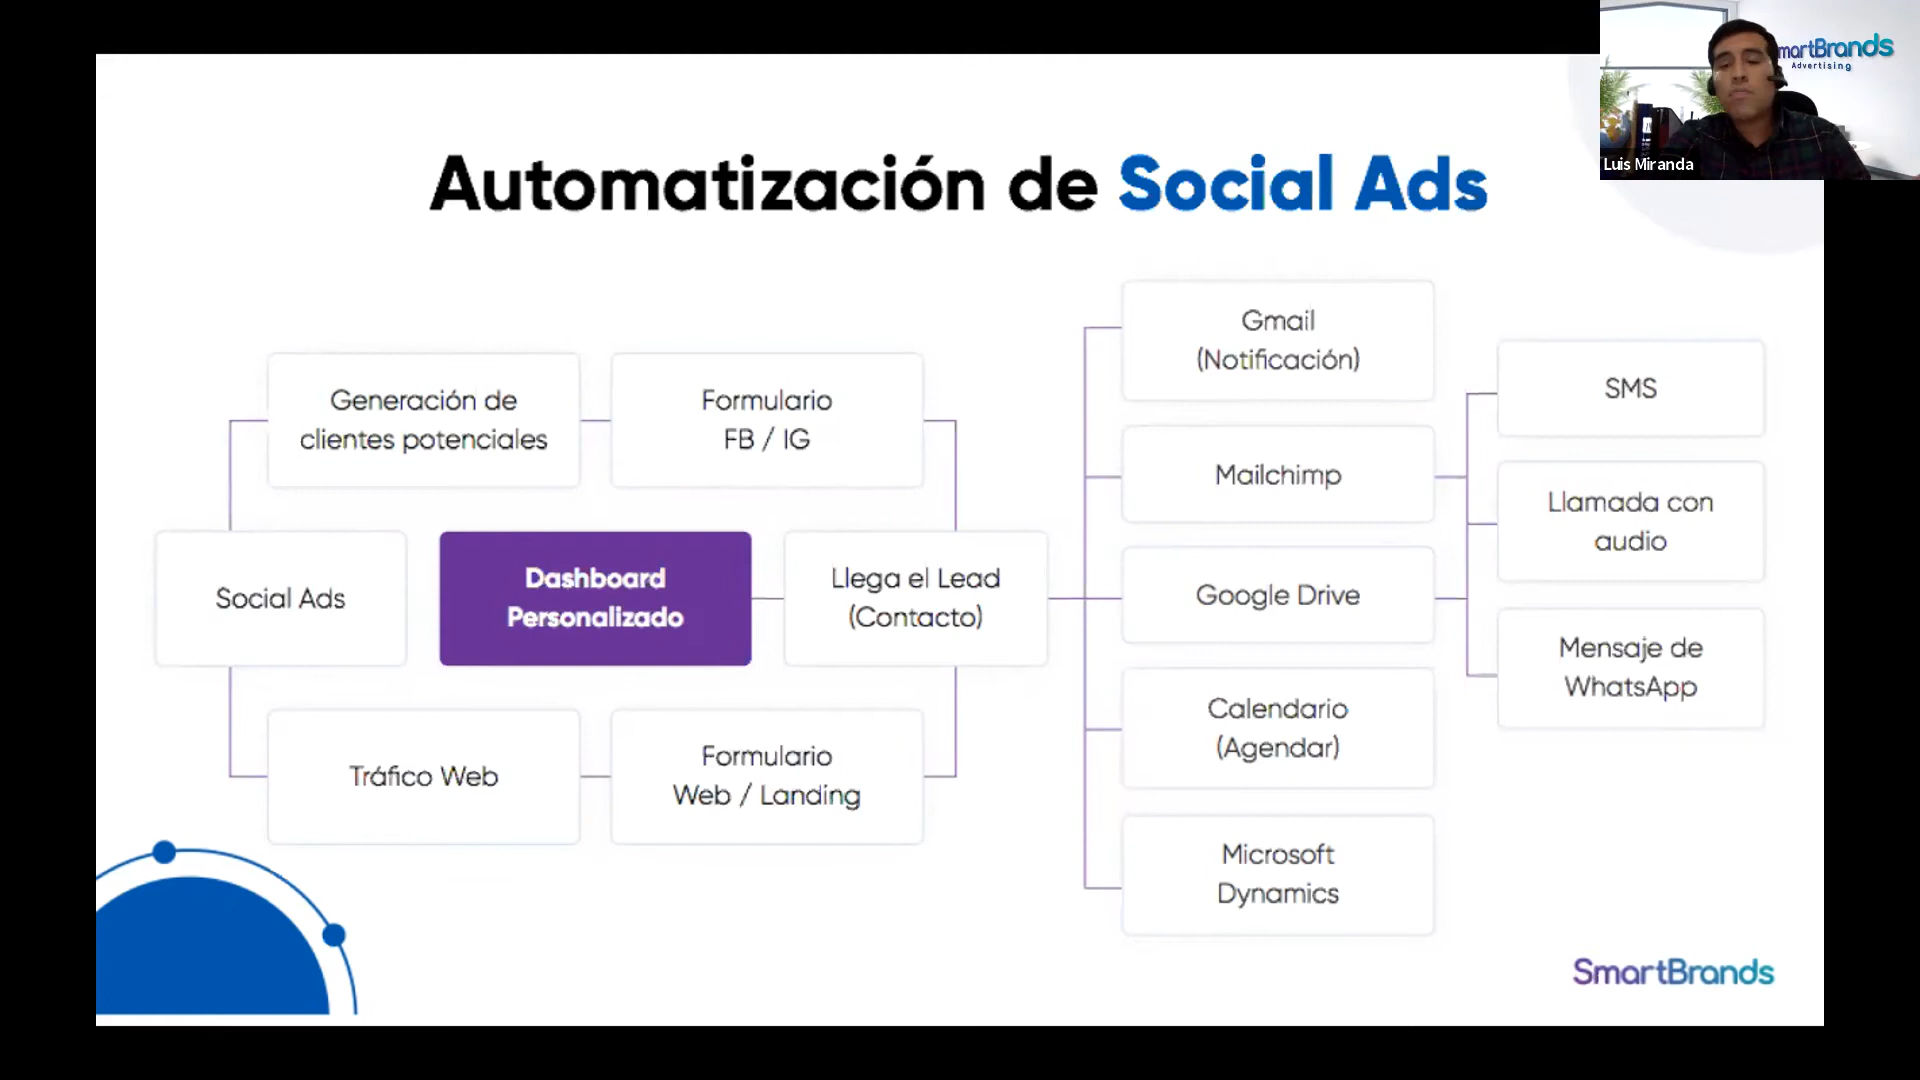 martBrands
Advertising
Luis Miranda
Automatización de Social Ads
Generación de
clientes potenciales
Formulario
FB / IG
Social Ads
Dashboard
Personalizado
Llega el Lead
(Contacto)
Tráfico Web
Formulario
Web / Landing
Gmail
(Notificación)
Mailchimp
Google Drive
Calendario
(Agendar)
Microsoft
Dynamics
SMS
Llamada con
audio
Mensaje de
WhatsApp
SmartBrands